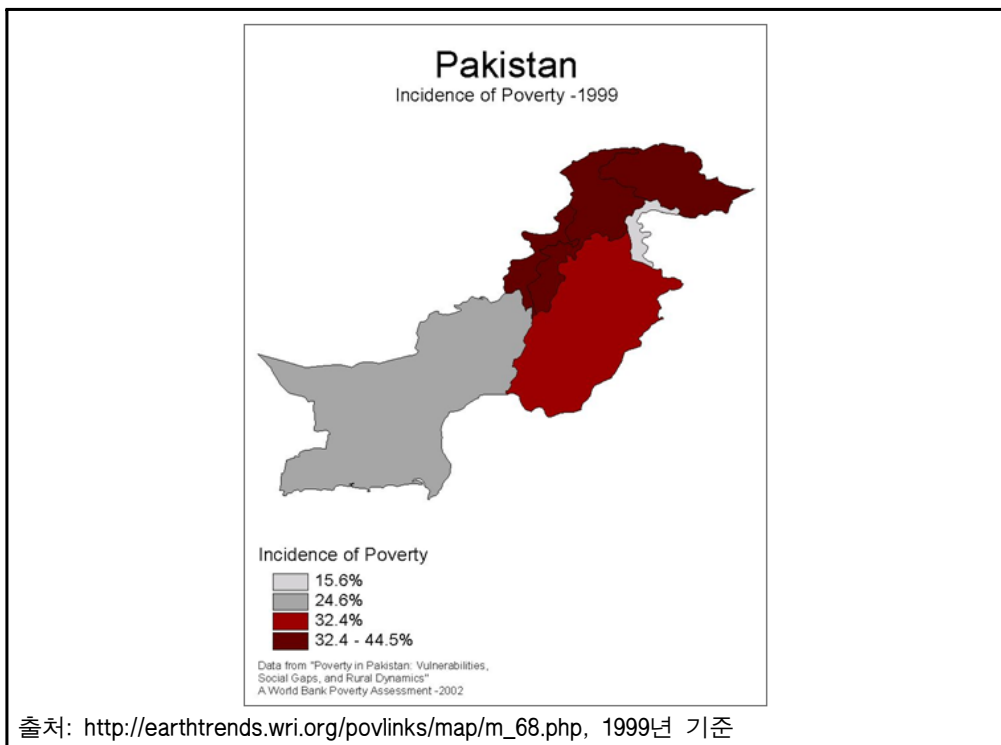 Pakistan
Incidence of Poverty -1999
Incidence of Poverty
15.6%
24.6%
32.4%
32.4 - 44.5%
Data from "Poverty in Pakistan: Vulnerabilities,
Social Gaps, and Rural Dynamics"
A World Bank Poverty Assessment -2002
출처: http://earthtrends.wri.org/povlinks/map/m_68.php, 1999년 기준